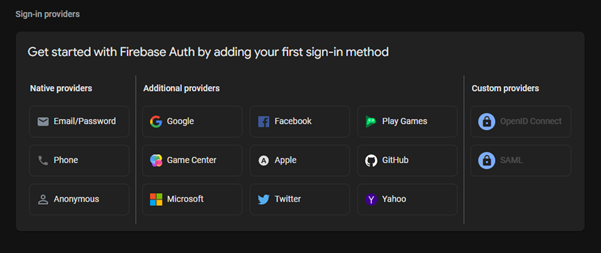 Sign-in providers
Get started with Firebase Auth by adding your first sign-in method
Native providers
Email/Password
Phone
Anonymous
Additional providers
Google
Facebook
Play Games
Game Center
Apple
GitHub
Microsoft
Twitter
Yahoo
Custom providers
OpenID Connect
SAML